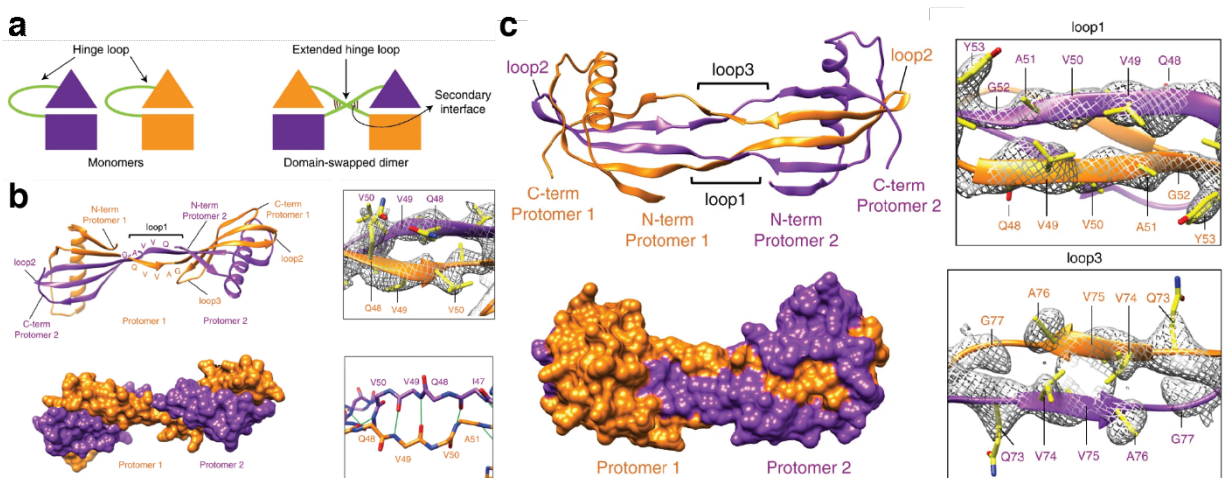 a
Hinge loop
Extended hinge loop
Secondary
interface
Monomers
Domain-swapped dimer
b
N-term
Protomer 1
loop1
N-term
Protomer 2
C-term
Protomer 1
loop2
G A V V Q
Q V V A G
loop2
loop3
C-term
Protomer 2
Protomer 1
Protomer 2
Protomer 1
Protomer 2
V50
V49
Q48
Q48
V49
V50
V50
V49
Q48
I47
Q48
V49
V50
A51
c
loop2
loop3
loop2
C-term
Protomer 1
N-term
Protomer 1
loop1
N-term
Protomer 2
C-term
Protomer 2
Protomer 1
Protomer 2
loop1
Y53
A51
V50
V49
Q48
G52
G52
Q48
V49
V50
A51
Y53
loop3
A76
V75
V74
Q73
G77
G77
Q73
V74
V75
A76